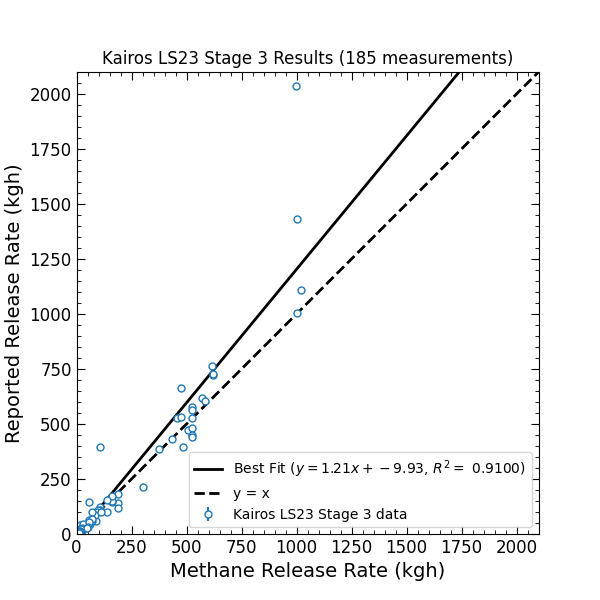 Kairos LS23 Stage 3 Results (185 measurements)
Reported Release Rate (kgh)
2000
1750
1500
1250
1000
750
500
250
0
Best Fit (y = 1.21x + −9.93, R² = 0.9100)
y = x
Kairos LS23 Stage 3 data
0 250 500 750 1000 1250 1500 1750 2000
Methane Release Rate (kgh)